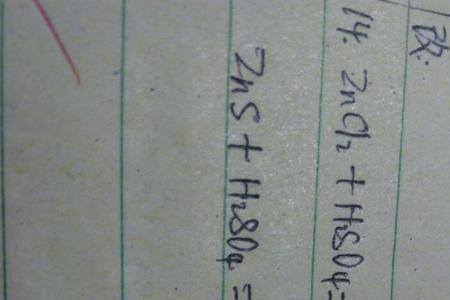 改:
14. ZnCl₂ + H₂SO₄=
ZnS + H₂SO₄ =